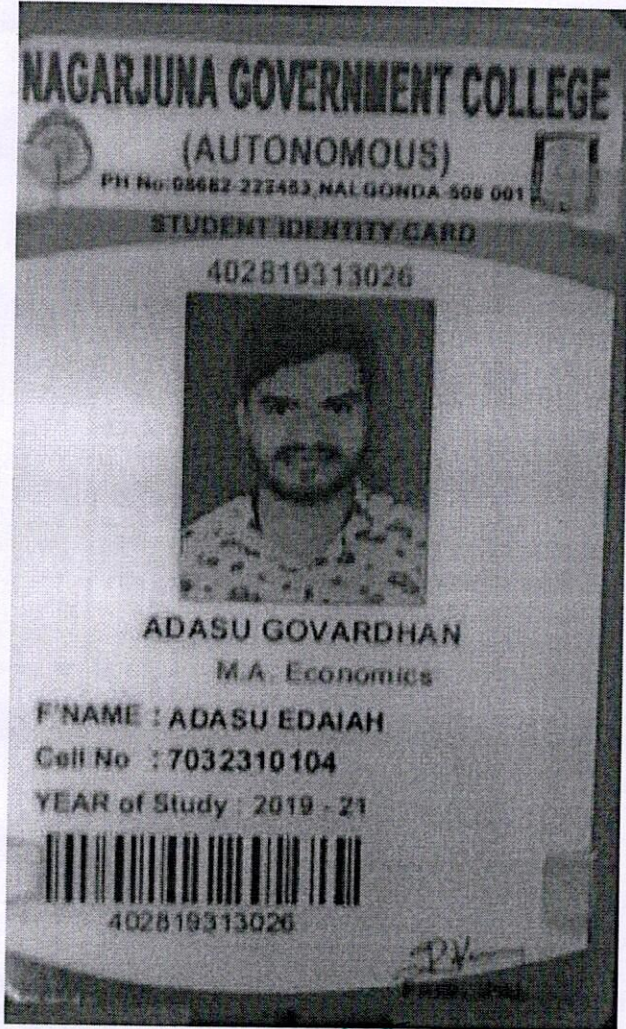 NAGARJUNA GOVERNMENT COLLEGE
(AUTONOMOUS)
PH No:08682-223483, NALGONDA-508 001
STUDENT IDENTITY CARD
402819313026
ADASU GOVARDHAN
M.A. Economics
F'NAME : ADASU EDAIAH
Cell No : 7032310104
YEAR of Study : 2019 - 21
402819313026